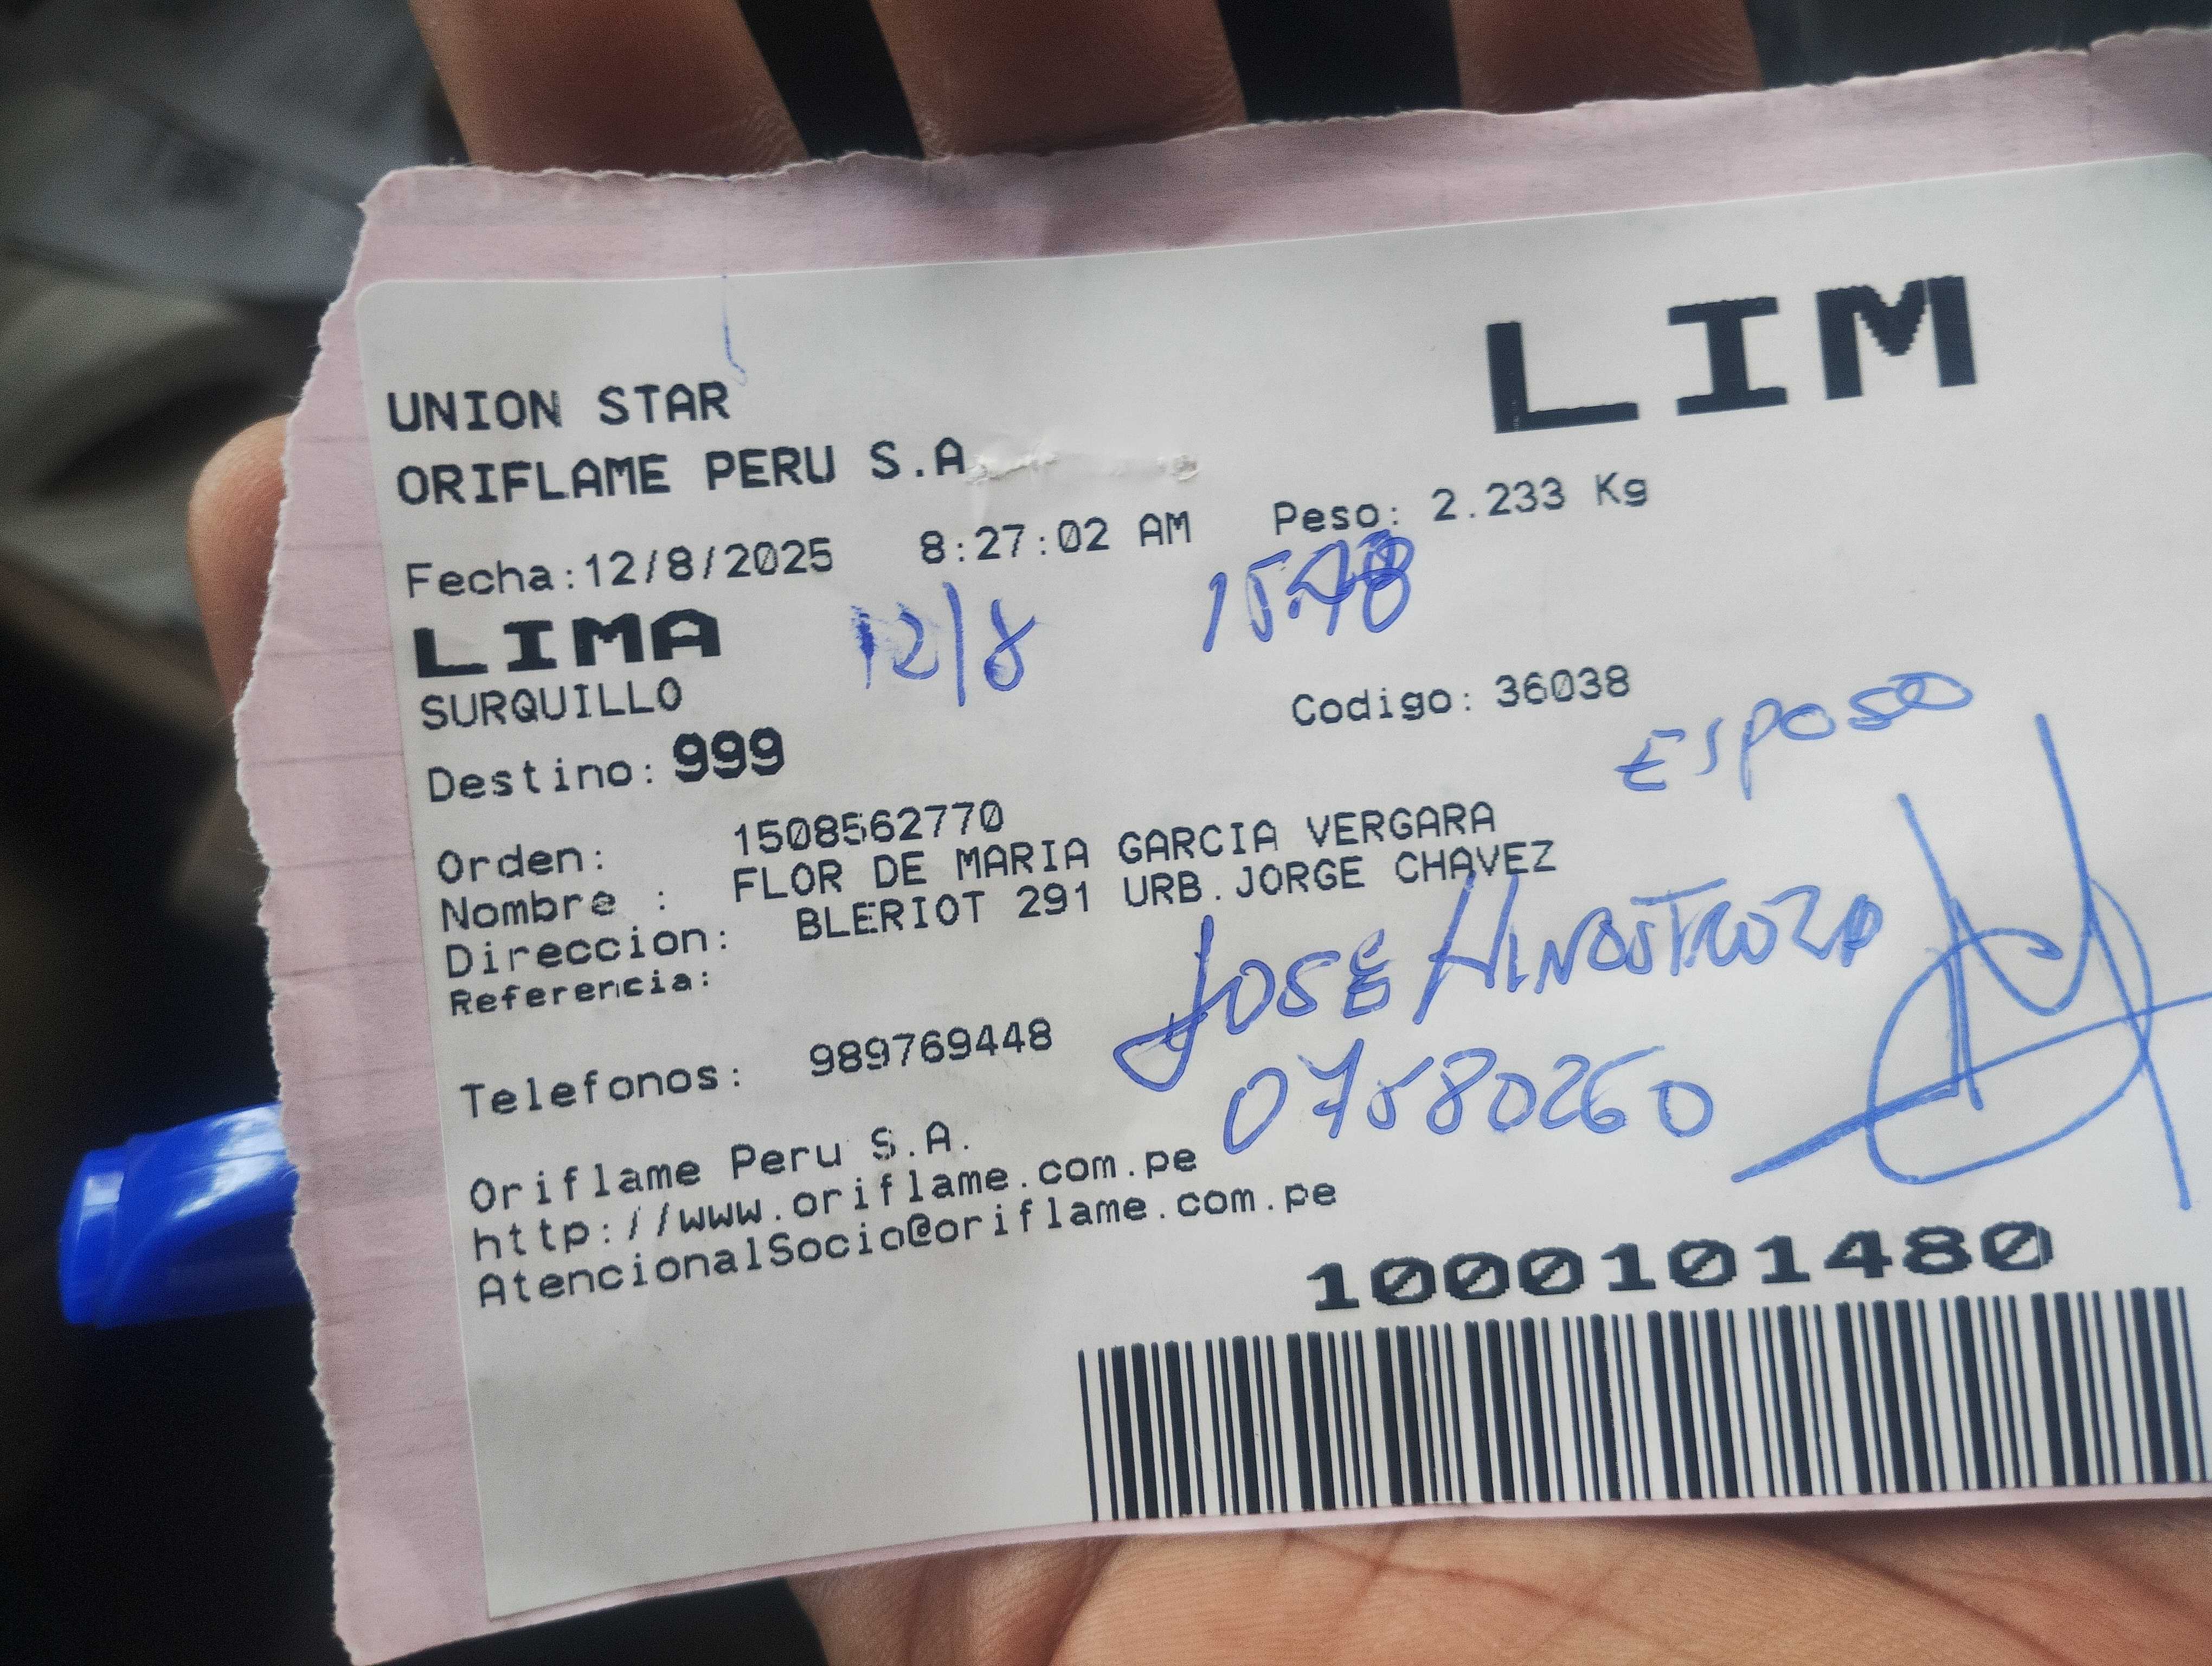 LIM
UNION STAR
ORIFLAME PERU S.A
Fecha:12/8/2025 8:27:02 AM Peso: 2.233 Kg
12/8
LIMA
SURQUILLO
Codigo: 36038
Destino: 999
ESPOSO
Orden: 1508562770
Nombre : FLOR DE MARIA GARCIA VERGARA
Direccion: BLERIOT 291 URB.JORGE CHAVEZ
Referencia:
JOSE HINOSTROZA
Telefonos: 989769448
07580260
Oriflame Peru S.A.
http://www.oriflame.com.pe
AtencionalSocio@oriflame.com.pe
1000101480